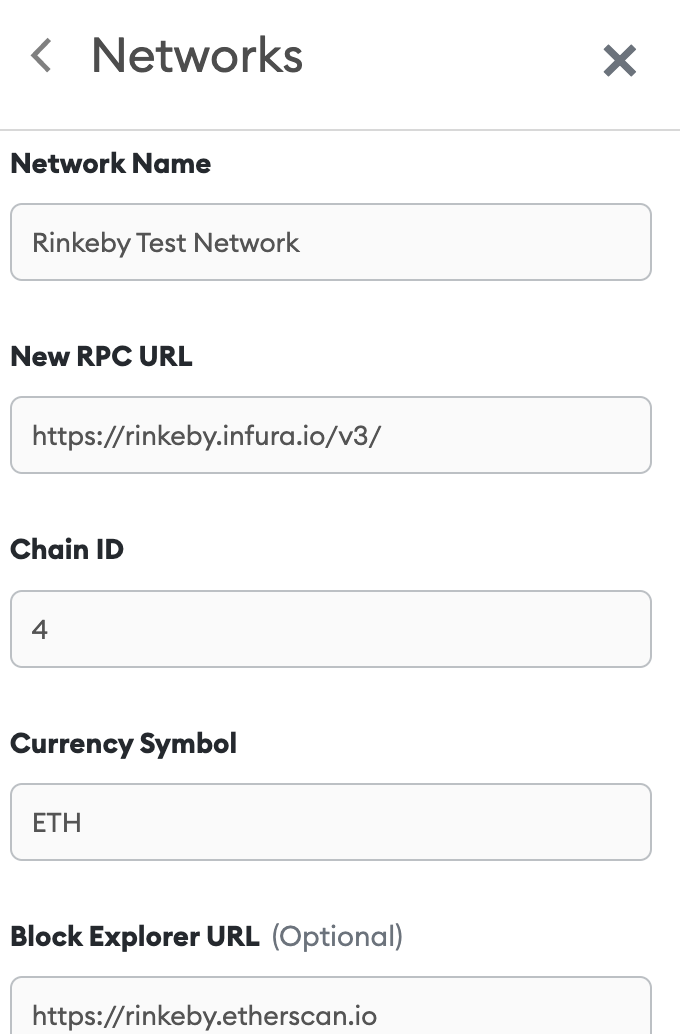 Networks
Network Name
Rinkeby Test Network
New RPC URL
https://rinkeby.infura.io/v3/
Chain ID
4
Currency Symbol
ETH
Block Explorer URL (Optional)
https://rinkeby.etherscan.io